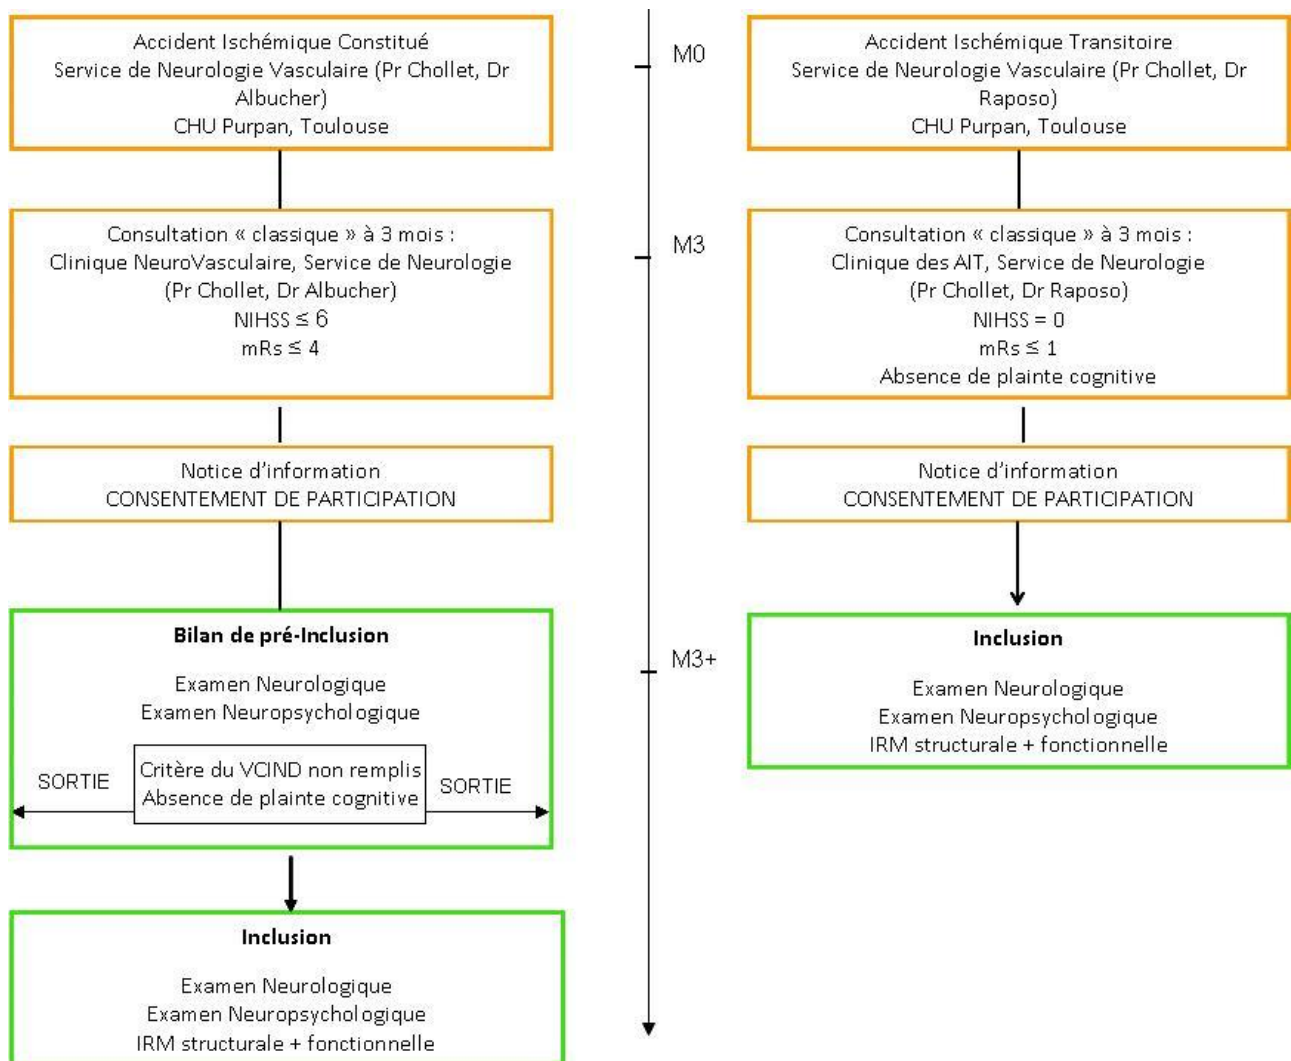 Accident Ischémique Constitué
Service de Neurologie Vasculaire (Pr Chollet, Dr
Albucher)
CHU Purpan, Toulouse
Consultation « classique » à 3 mois :
Clinique NeuroVasculaire, Service de Neurologie
(Pr Chollet, Dr Albucher)
NIHSS ≤ 6
mRs ≤ 4
Notice d’information
CONSENTEMENT DE PARTICIPATION
Bilan de pré-Inclusion
Examen Neurologique
Examen Neuropsychologique
SORTIE
Critère du VCIND non remplis
Absence de plainte cognitive
SORTIE
Inclusion
Examen Neurologique
Examen Neuropsychologique
IRM structurale + fonctionnelle
M0
M3
M3+
Accident Ischémique Transitoire
Service de Neurologie Vasculaire (Pr Chollet, Dr
Raposo)
CHU Purpan, Toulouse
Consultation « classique » à 3 mois :
Clinique des AIT, Service de Neurologie
(Pr Chollet, Dr Raposo)
NIHSS = 0
mRs ≤ 1
Absence de plainte cognitive
Notice d’information
CONSENTEMENT DE PARTICIPATION
Inclusion
Examen Neurologique
Examen Neuropsychologique
IRM structurale + fonctionnelle